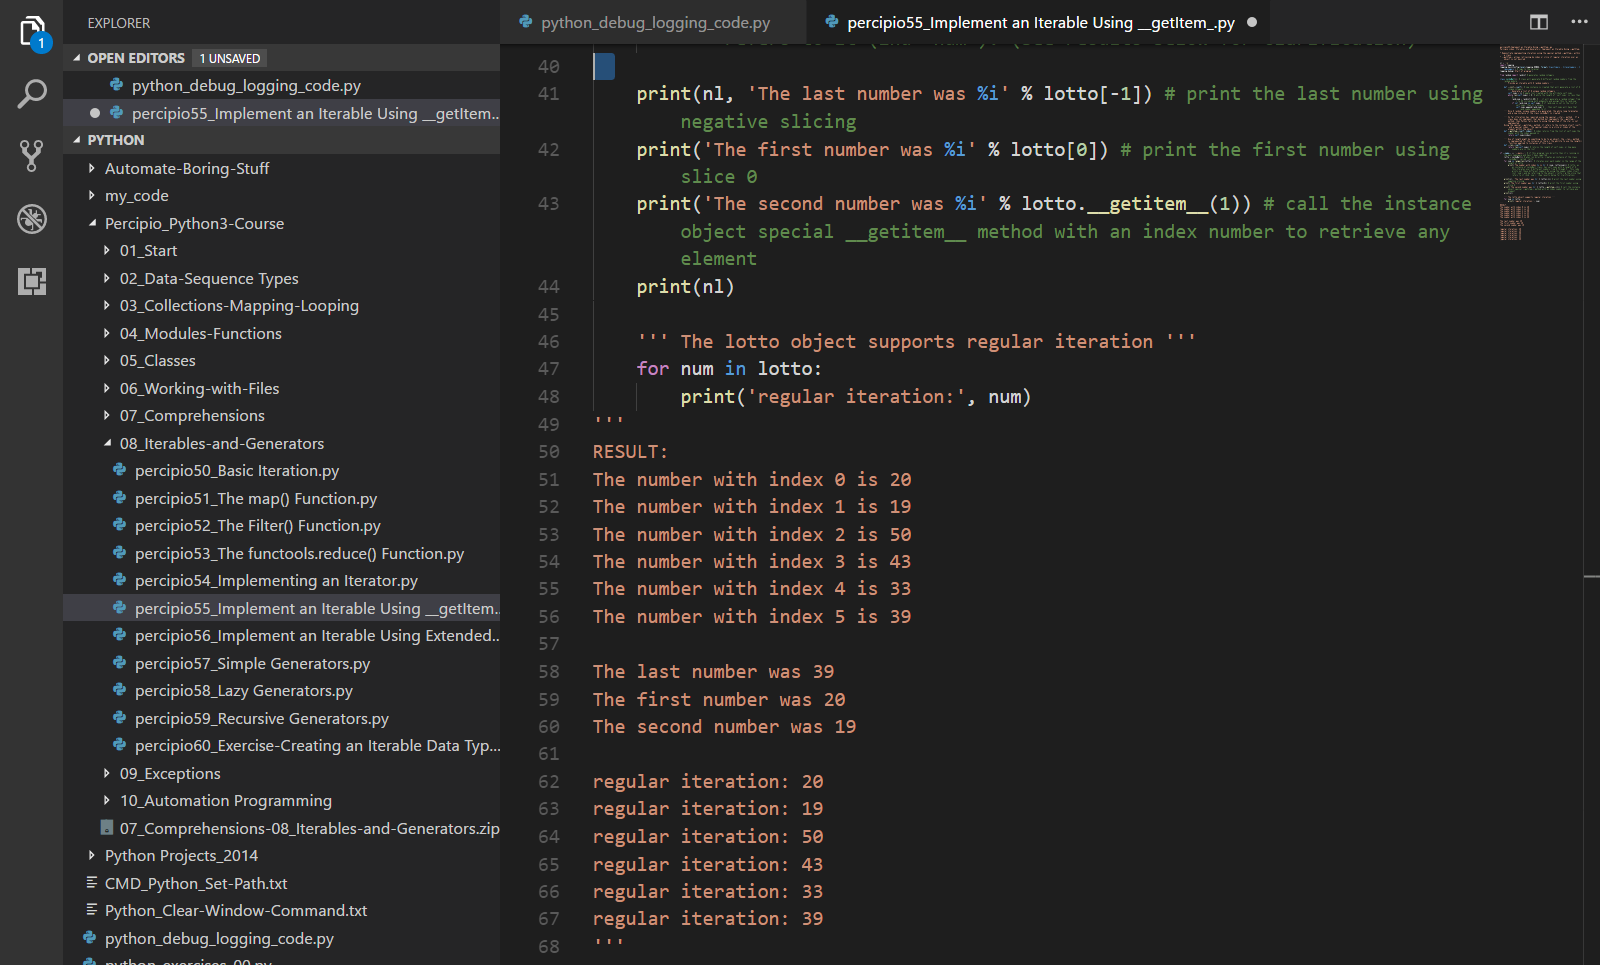 EXPLORER
OPEN EDITORS 1 UNSAVED
python_debug_logging_code.py
percipio55_Implement an Iterable Using __getItem...
PYTHON
Automate-Boring-Stuff
my_code
Percipio_Python3-Course
01_Start
02_Data-Sequence Types
03_Collections-Mapping-Looping
04_Modules-Functions
05_Classes
06_Working-with-Files
07_Comprehensions
08_Iterables-and-Generators
percipio50_Basic Iteration.py
percipio51_The map() Function.py
percipio52_The Filter() Function.py
percipio53_The functools.reduce() Function.py
percipio54_Implementing an Iterator.py
percipio55_Implement an Iterable Using __getItem...
percipio56_Implement an Iterable Using Extended...
percipio57_Simple Generators.py
percipio58_Lazy Generators.py
percipio59_Recursive Generators.py
percipio60_Exercise-Creating an Iterable Data Typ...
09_Exceptions
10_Automation Programming
07_Comprehensions-08_Iterables-and-Generators.zip
Python Projects_2014
CMD_Python_Set-Path.txt
Python_Clear-Window-Command.txt
python_debug_logging_code.py
python_exercises_00.py
1
python_debug_logging_code.py
percipio55_Implement an Iterable Using __getItem_.py
40
41 print(nl, 'The last number was %i' % lotto[-1]) # print the last number using
negative slicing
42 print('The first number was %i' % lotto[0]) # print the first number using
slice 0
43 print('The second number was %i' % lotto.__getitem__(1)) # call the instance
object special __getitem__ method with an index number to retrieve any
element
44 print(nl)
45
46 ''' The lotto object supports regular iteration '''
47 for num in lotto:
48 print('regular iteration:', num)
49 '''
50 RESULT:
51 The number with index 0 is 20
52 The number with index 1 is 19
53 The number with index 2 is 50
54 The number with index 3 is 43
55 The number with index 4 is 33
56 The number with index 5 is 39
57
58 The last number was 39
59 The first number was 20
60 The second number was 19
61
62 regular iteration: 20
63 regular iteration: 19
64 regular iteration: 50
65 regular iteration: 43
66 regular iteration: 33
67 regular iteration: 39
68 '''